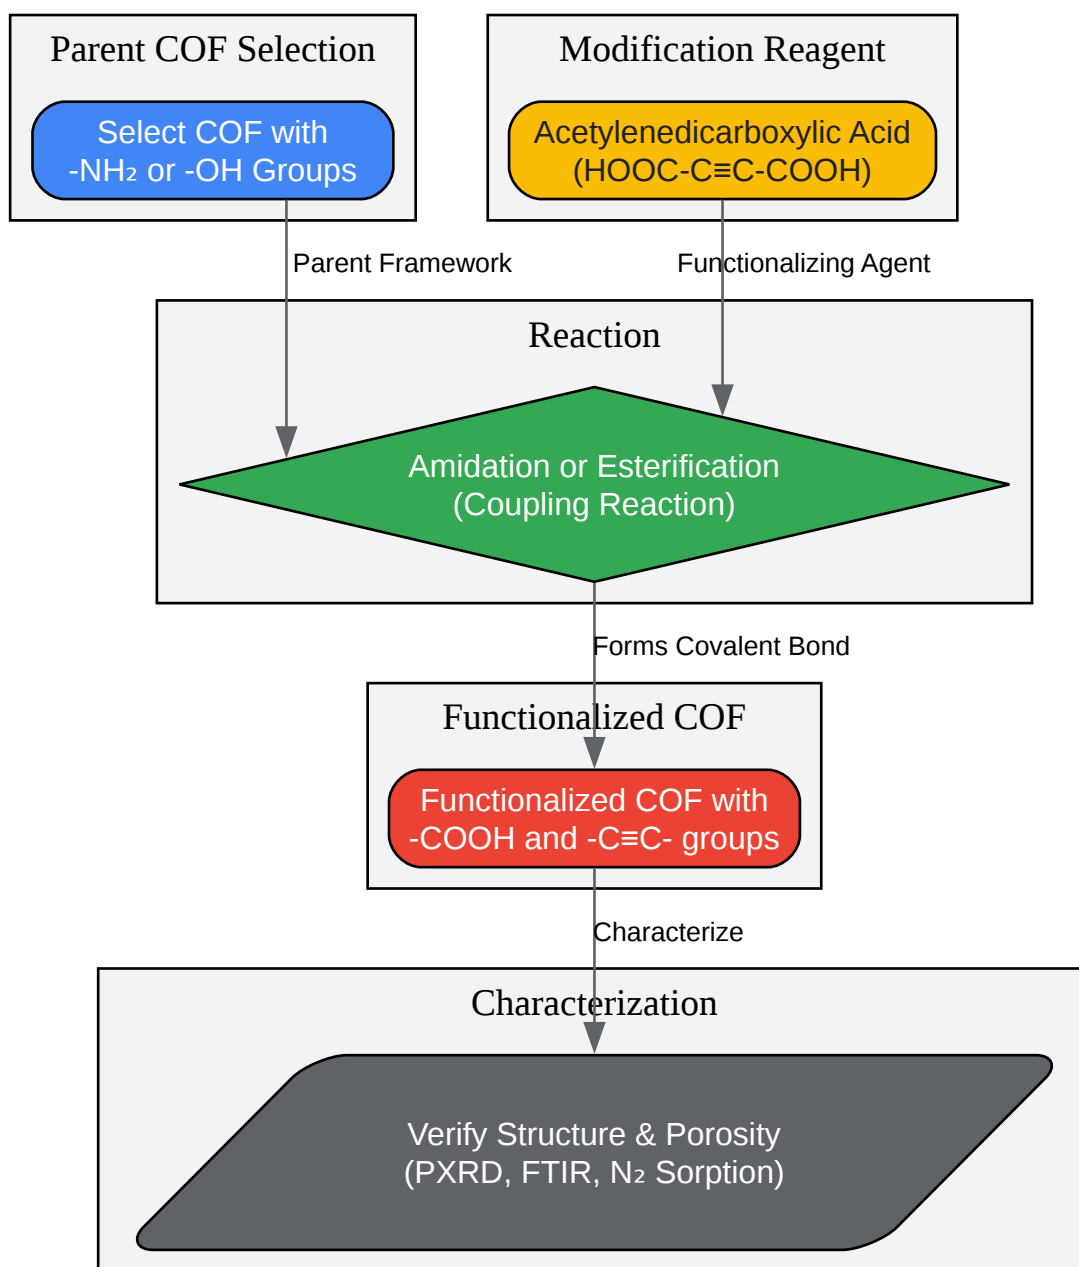 Parent COF Selection
Modification Reagent
Select COF with
-NH₂ or -OH Groups
Acetylenedicarboxylic Acid
(HOOC-C≡C-COOH)
Parent Framework
Functionalizing Agent
Reaction
Amidation or Esterification
(Coupling Reaction)
Forms Covalent Bond
Functionalized COF
Functionalized COF with
-COOH and -C≡C- groups
Characterize
Characterization
Verify Structure & Porosity
(PXRD, FTIR, N₂ Sorption)